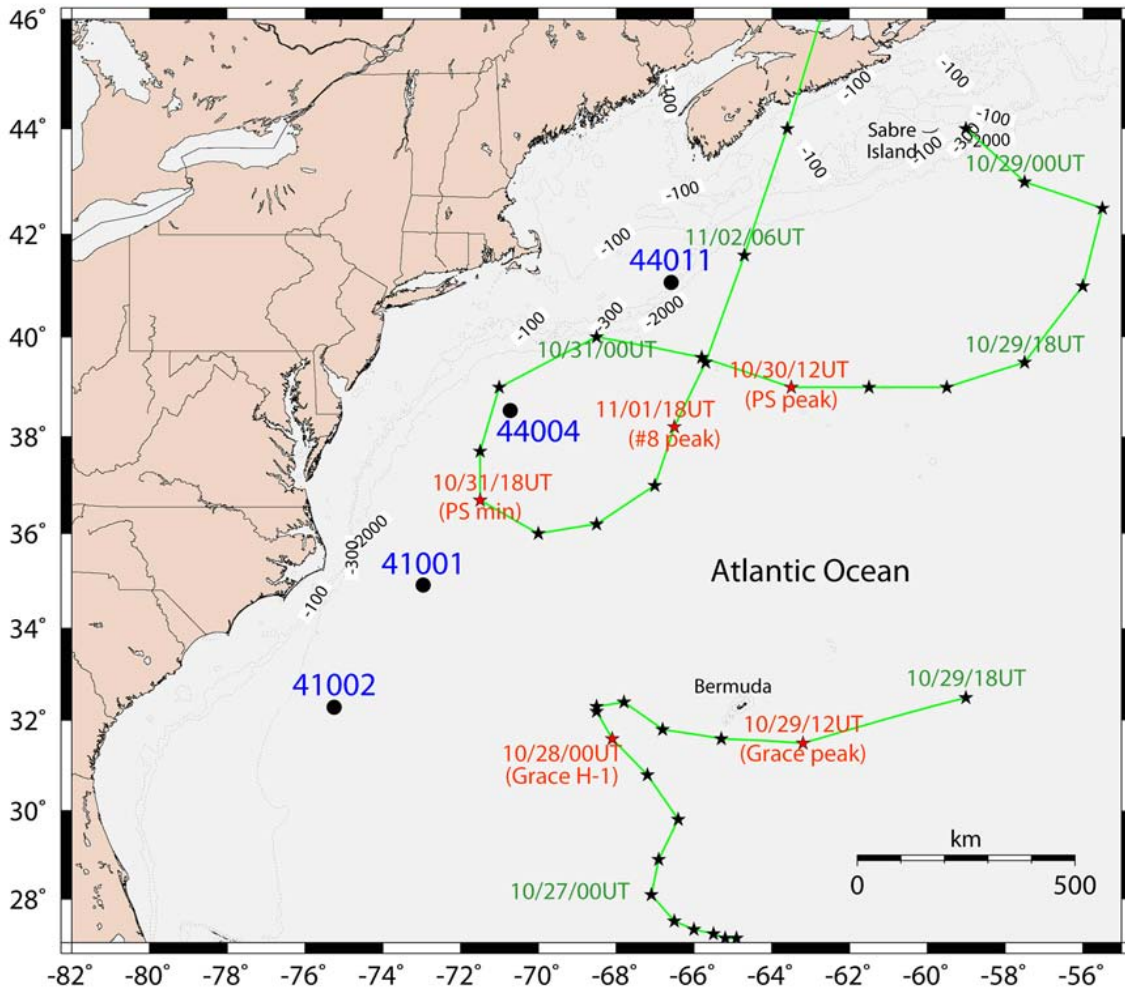 46°
44°
42°
40°
38°
36°
34°
32°
30°
28°
-82
-80
-78
-76
-74
-72
-70
-68
-66
-64
-62
-60
-58
-56
-100
-100
-100
Sabre
Island
-100
-300
-2000
-100
10/29/00UT
-100
-100
11/02/06UT
44011
-100
-300
-2000
10/31/00UT
10/29/18UT
10/30/12UT
(PS peak)
11/01/18UT
(#8 peak)
44004
10/31/18UT
(PS min)
-2000
-300
-100
41001
Atlantic Ocean
41002
Bermuda
10/29/18UT
10/29/12UT
(Grace peak)
10/28/00UT
(Grace H-1)
10/27/00UT
km
0
500